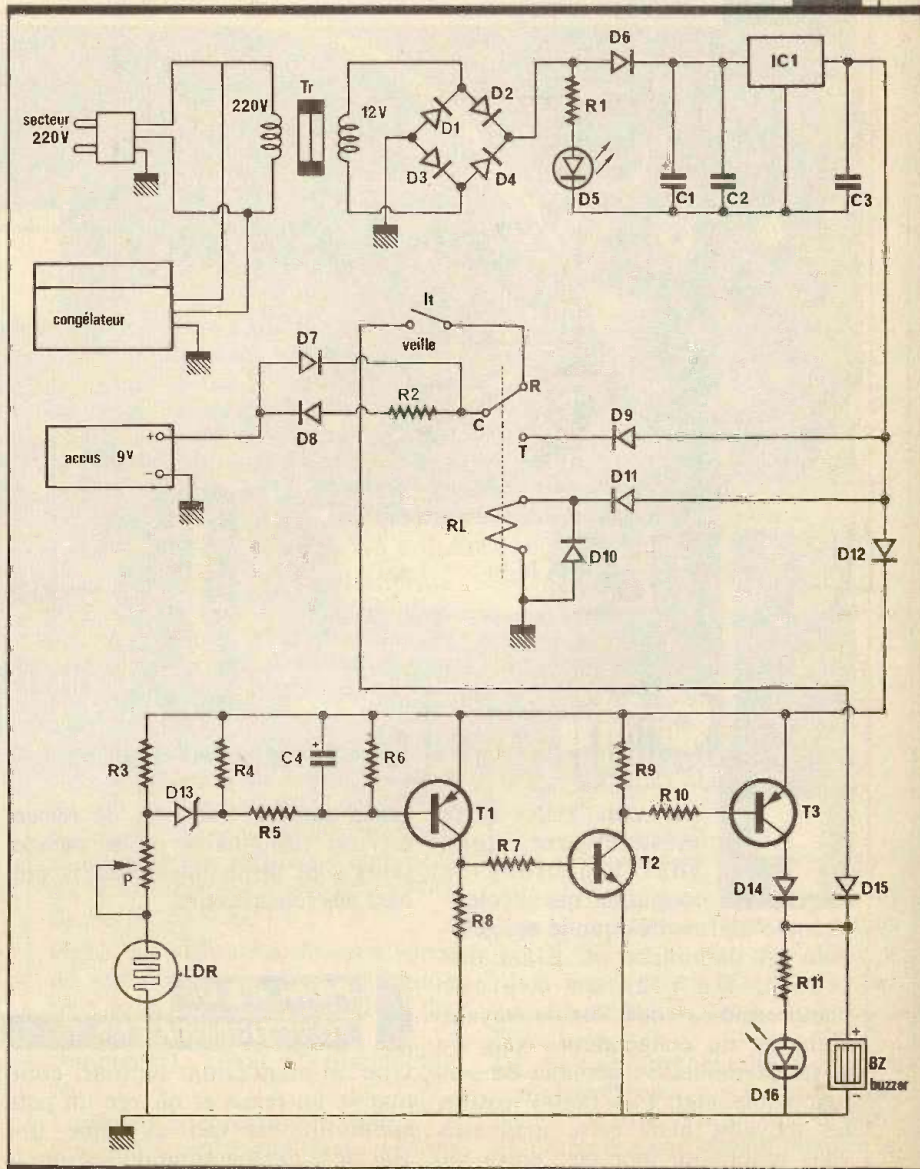 secteur
220V
220V
Tr
12V
D1
D2
D3
D4
R1
D5
D6
C1
C2
IC1
C3
congélateur
It
veille
D7
D8
R2
R
C
T
D9
D11
RL
D10
D12
accus 9V
+
−
R3
D13
R4
R5
C4
+
R6
T1
R7
R8
T2
R9
R10
T3
P
LDR
D14
D15
R11
D16
+
BZ
buzzer
−